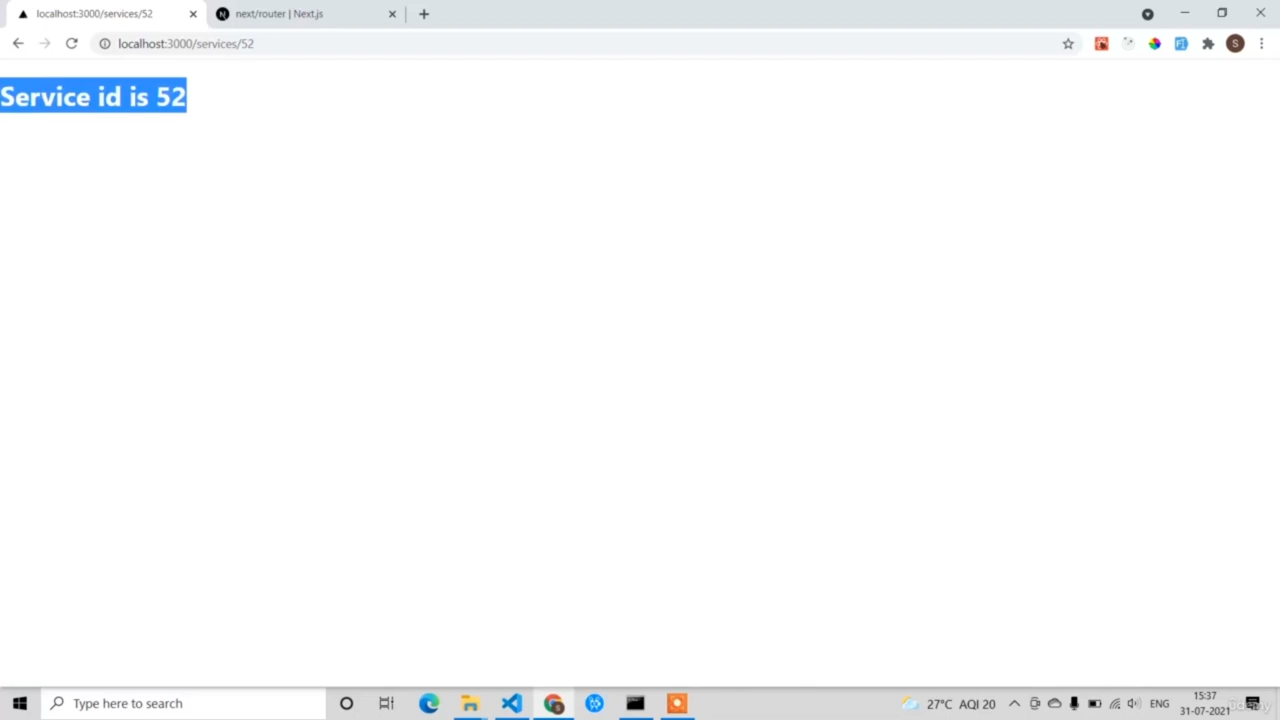 localhost:3000/services/52
next/router | Next.js
localhost:3000/services/52
S
Service id is 52
Type here to search
27°C AQI 20
ENG
15:37
31-07-2021
Udemy